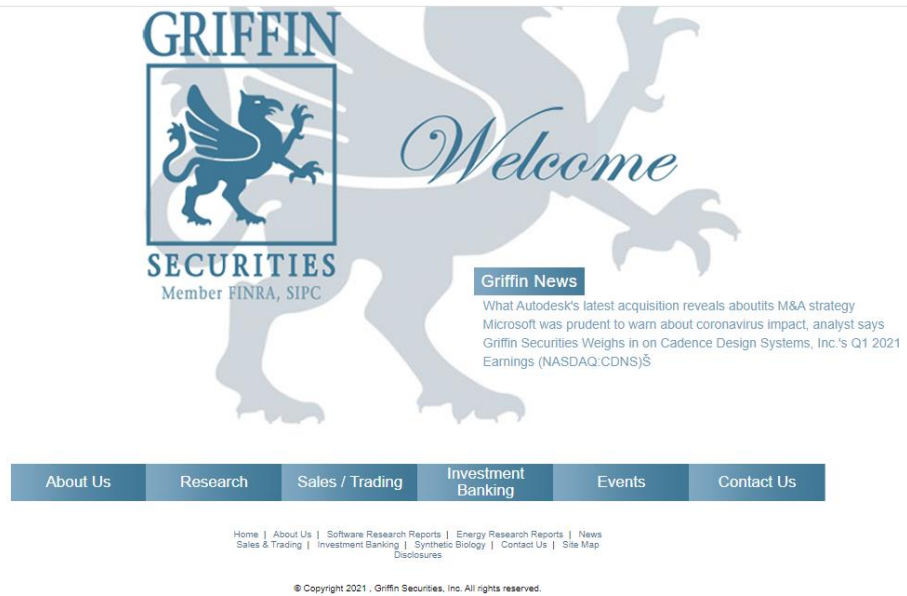 GRIFFIN
SECURITIES
Member FINRA, SIPC
Welcome
Griffin News
What Autodesk's latest acquisition reveals aboutits M&A strategy
Microsoft was prudent to warn about coronavirus impact, analyst says
Griffin Securities Weighs in on Cadence Design Systems, Inc.'s Q1 2021
Earnings (NASDAQ:CDNS)Š
About Us
Research
Sales / Trading
Investment
Banking
Events
Contact Us
Home | About Us | Software Research Reports | Energy Research Reports | News
Sales & Trading | Investment Banking | Synthetic Biology | Contact Us | Site Map
Disclosures
© Copyright 2021 , Griffin Securities, Inc. All rights reserved.